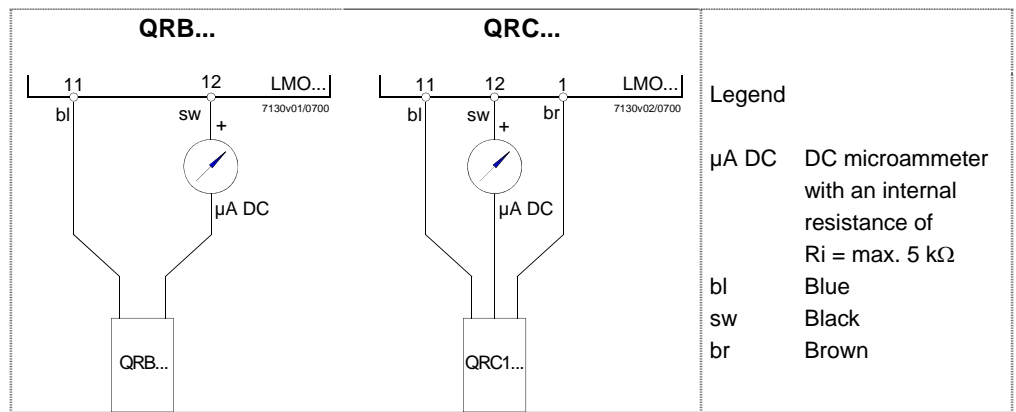 QRB...
11 12 LMO...
bl sw 7130v01/0700
+
µA DC
QRB...
QRC...
11 12 1 LMO...
bl sw br 7130v02/0700
+
µA DC
QRC1...
Legend
µA DC DC microammeter
with an internal
resistance of
Ri = max. 5 kΩ
bl Blue
sw Black
br Brown